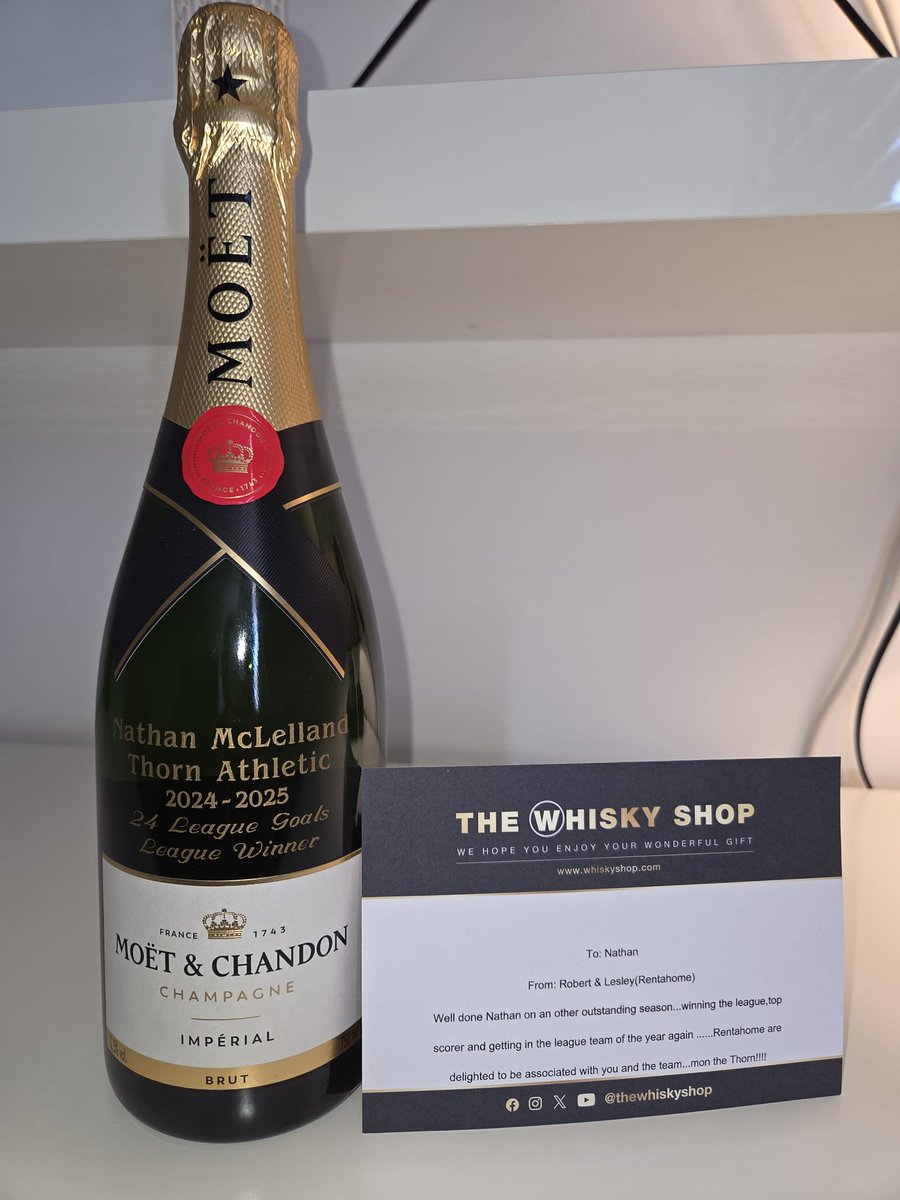 MOËT
MOËT & CHANDON
FRANCE • 1743
Nathan McLelland
Thorn Athletic
2024-2025
24 League Goals
League Winner
FRANCE 1743
MOËT & CHANDON
CHAMPAGNE
IMPÉRIAL
BRUT
THE WHISKY SHOP
WE HOPE YOU ENJOY YOUR WONDERFUL GIFT
www.whiskyshop.com
To: Nathan
From: Robert & Lesley(Rentahome)
Well done Nathan on an other outstanding season...winning the league,top
scorer and getting in the league team of the year again ......Rentahome are
delighted to be associated with you and the team...mon the Thorn!!!!
@thewhiskyshop